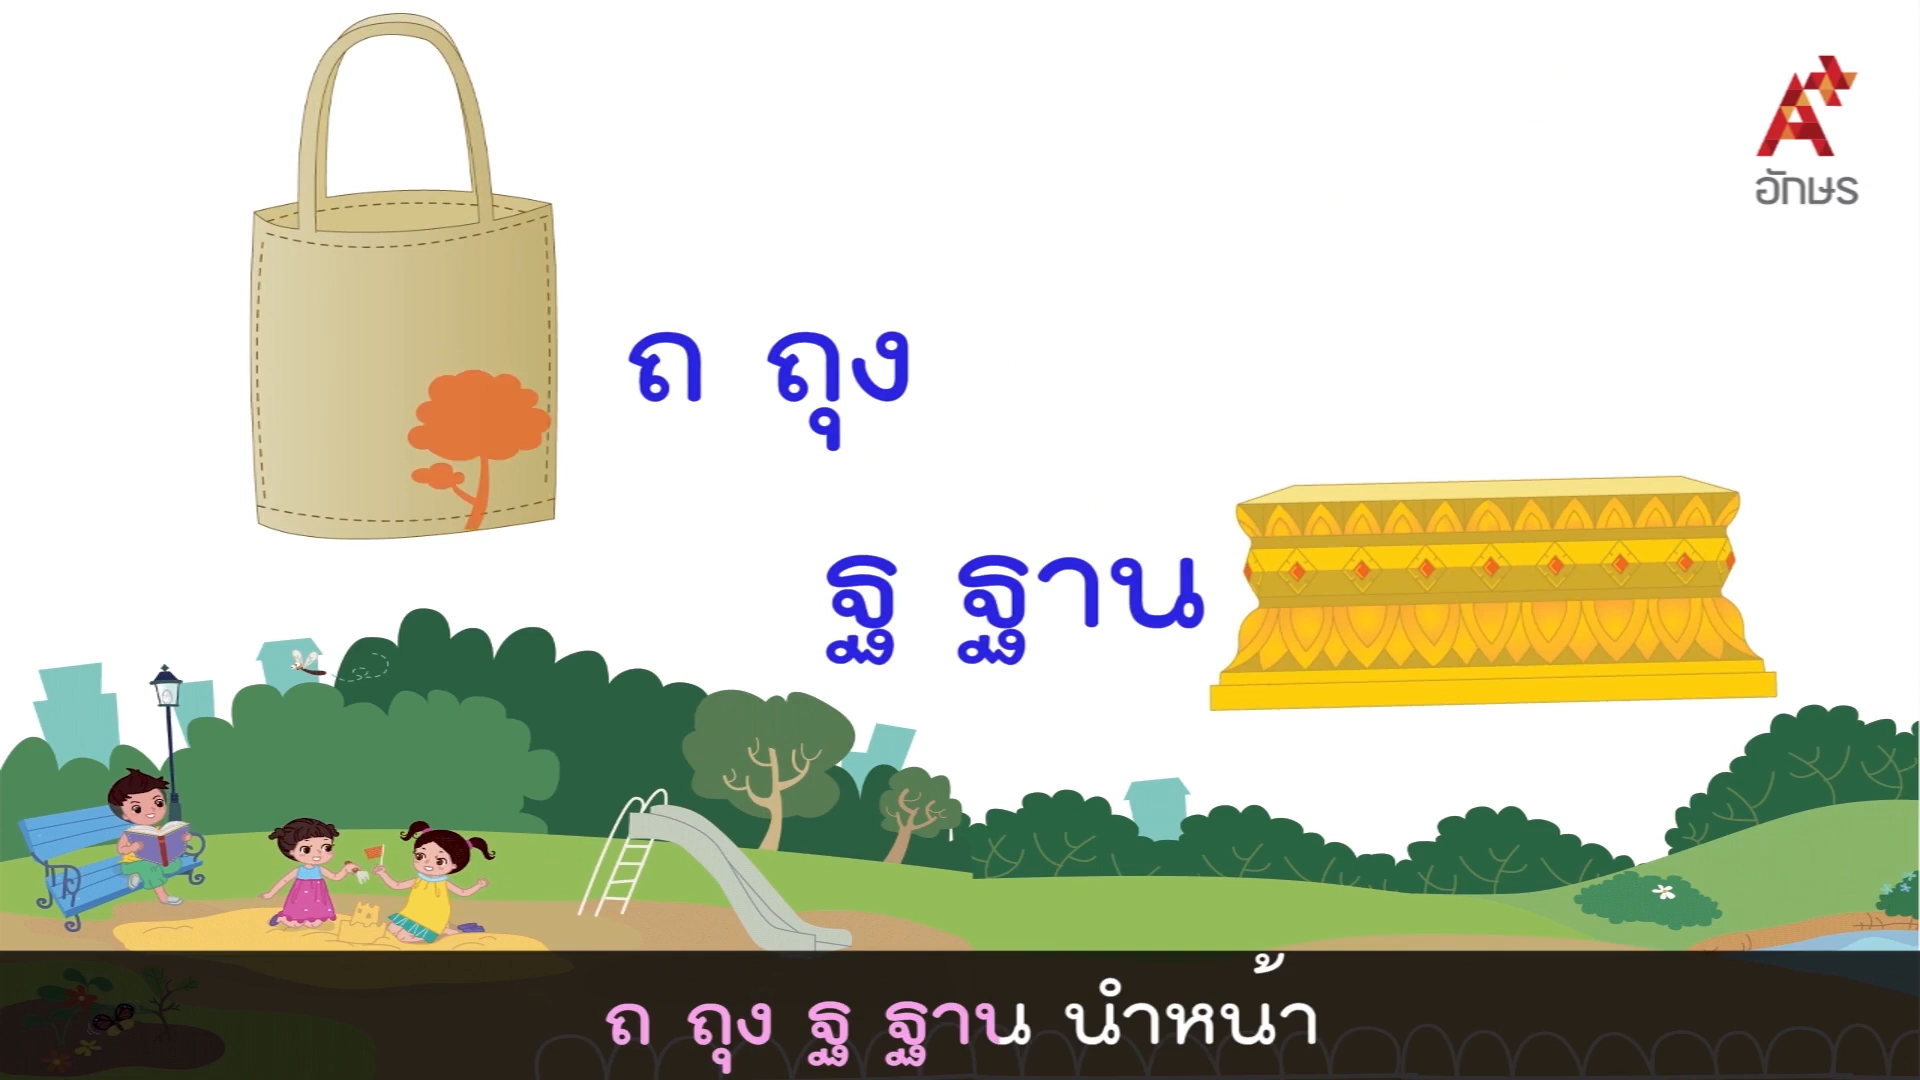 อักษร
ถ ถุง
ฐ ฐาน
ถ ถุง ฐ ฐาน นำหน้า